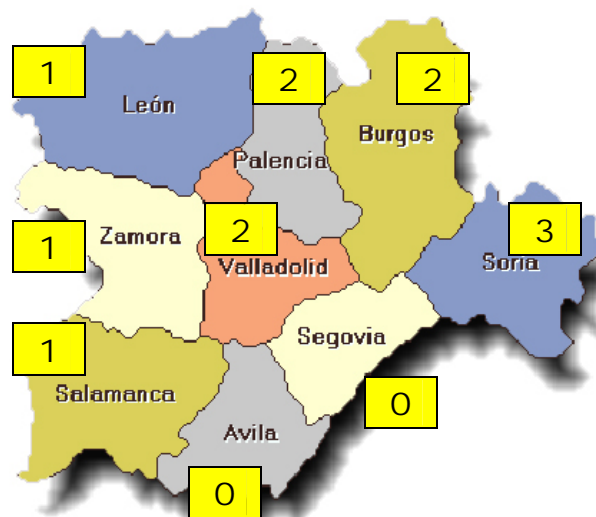 1
2
2
León
Burgos
Palencia
1
Zamora
2
3
Valladolid
Soria
1
Segovia
Salamanca
0
Avila
0